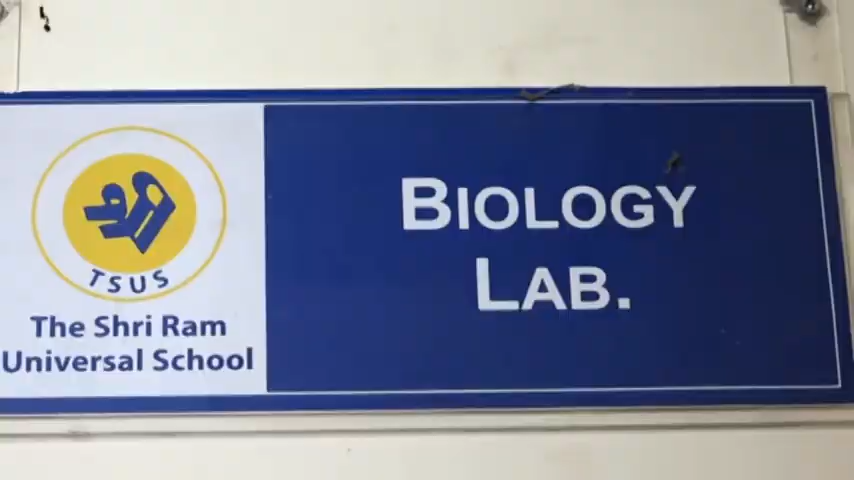 TSUS
The Shri Ram
Universal School
BIOLOGY
LAB.